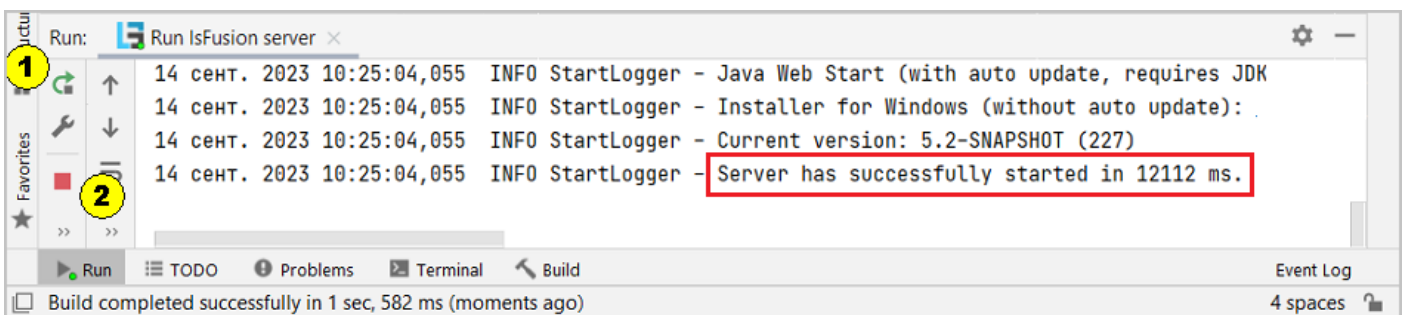 Run: lsFusion server ×
1
14 сент. 2023 10:25:04,055 INFO StartLogger – Java Web Start (with auto update, requires JDK
14 сент. 2023 10:25:04,055 INFO StartLogger – Installer for Windows (without auto update):
14 сент. 2023 10:25:04,055 INFO StartLogger – Current version: 5.2-SNAPSHOT (227)
14 сент. 2023 10:25:04,055 INFO StartLogger – Server has successfully started in 12112 ms.
Favorites
2
Run TODO Problems Terminal Build Event Log
Build completed successfully in 1 sec, 582 ms (moments ago) 4 spaces